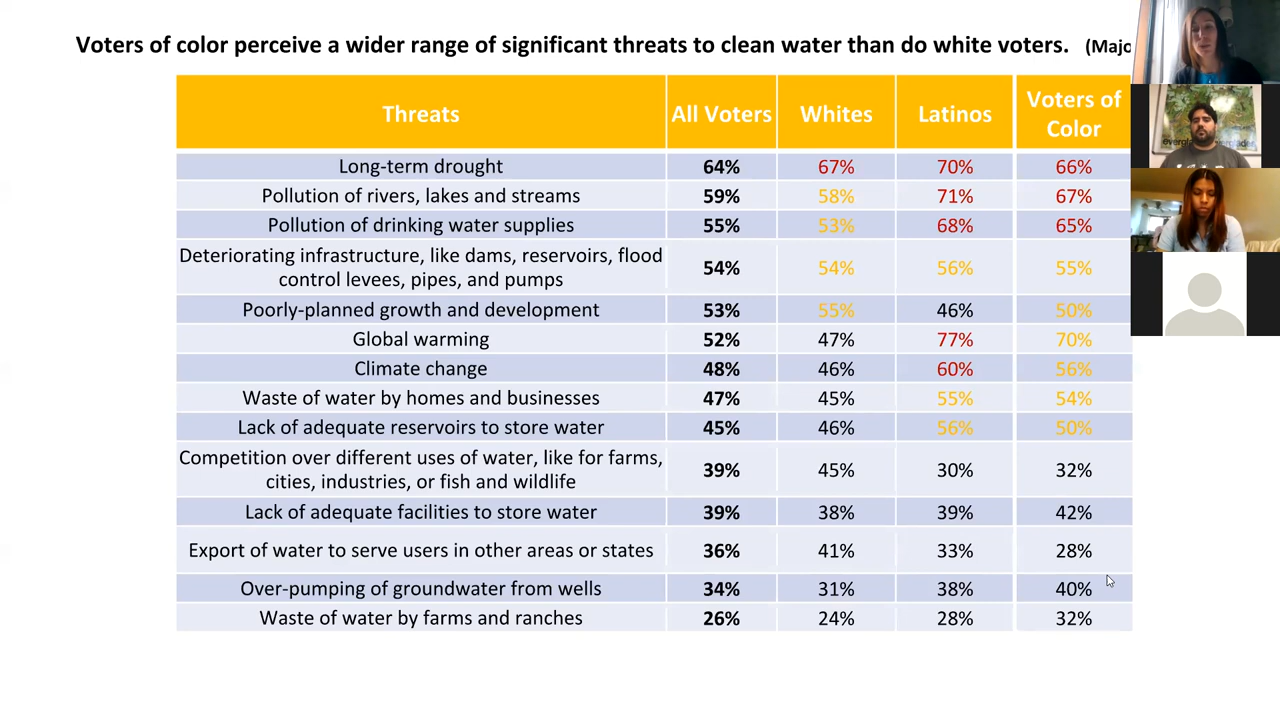 Voters of color perceive a wider range of significant threats to clean water than do white voters. (Majo
Threats All Voters Whites Latinos Voters of Color
Long-term drought 64% 67% 70% 66%
Pollution of rivers, lakes and streams 59% 58% 71% 67%
Pollution of drinking water supplies 55% 53% 68% 65%
Deteriorating infrastructure, like dams, reservoirs, flood
control levees, pipes, and pumps 54% 54% 56% 55%
Poorly-planned growth and development 53% 55% 46% 50%
Global warming 52% 47% 77% 70%
Climate change 48% 46% 60% 56%
Waste of water by homes and businesses 47% 45% 55% 54%
Lack of adequate reservoirs to store water 45% 46% 56% 50%
Competition over different uses of water, like for farms,
cities, industries, or fish and wildlife 39% 45% 30% 32%
Lack of adequate facilities to store water 39% 38% 39% 42%
Export of water to serve users in other areas or states 36% 41% 33% 28%
Over-pumping of groundwater from wells 34% 31% 38% 40%
Waste of water by farms and ranches 26% 24% 28% 32%